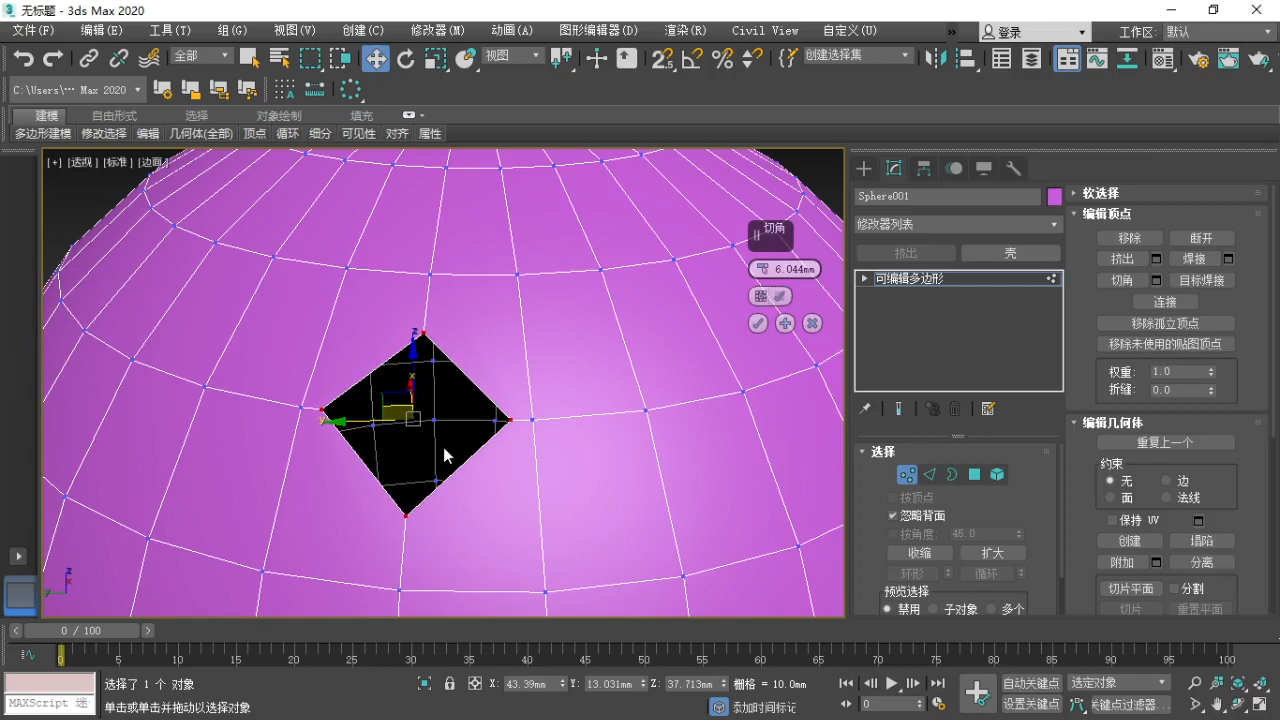 无标题 - 3ds Max 2020
文件(F) 编辑(E) 工具(T) 组(G) 视图(V) 创建(C) 修改器(M) 动画(A) 图形编辑器(D) 渲染(R) Civil View 自定义(U) » 登录 工作区: 默认
全部 视图 创建选择集
C:\Users\··· Max 2020
建模 自由形式 选择 对象绘制 填充
多边形建模 修改选择 编辑 几何体(全部) 顶点 循环 细分 可见性 对齐 属性
[+] [透视] [标准] [边面]
切角
6.044mm
Sphere001
修改器列表
挤出 壳
可编辑多边形
选择
按顶点
忽略背面
按角度: 45.0
收缩 扩大
环形 循环
预览选择
禁用 子对象 多个
软选择
编辑顶点
移除 断开
挤出 焊接
切角 目标焊接
连接
移除孤立顶点
移除未使用的贴图顶点
权重: 1.0
折缝: 0.0
编辑几何体
重复上一个
约束
无 边
面 法线
保持 UV
创建 塌陷
附加 分离
切片平面 分割
切片 重置平面
0 / 100
0 5 10 15 20 25 30 35 40 45 50 55 60 65 70 75 80 85 90 95 100
选择了 1 个 对象 X: 43.39mm Y: 13.031mm Z: 37.713mm 栅格 = 10.0mm 自动关键点 选定对象
MAXScript 迷 单击或单击并拖动以选择对象 添加时间标记 0 设置关键点 关键点过滤器...